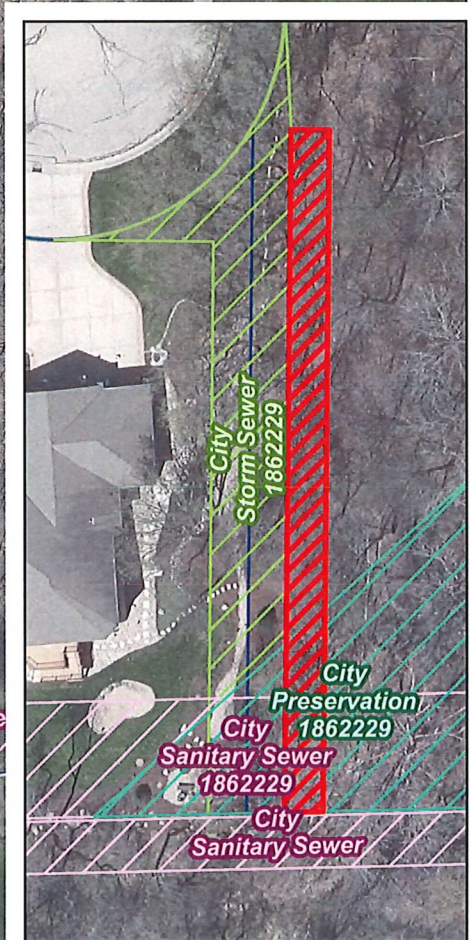 City
Storm Sewer
1862229
City
Preservation
1862229
City
Sanitary Sewer
1862229
City
Sanitary Sewer
e